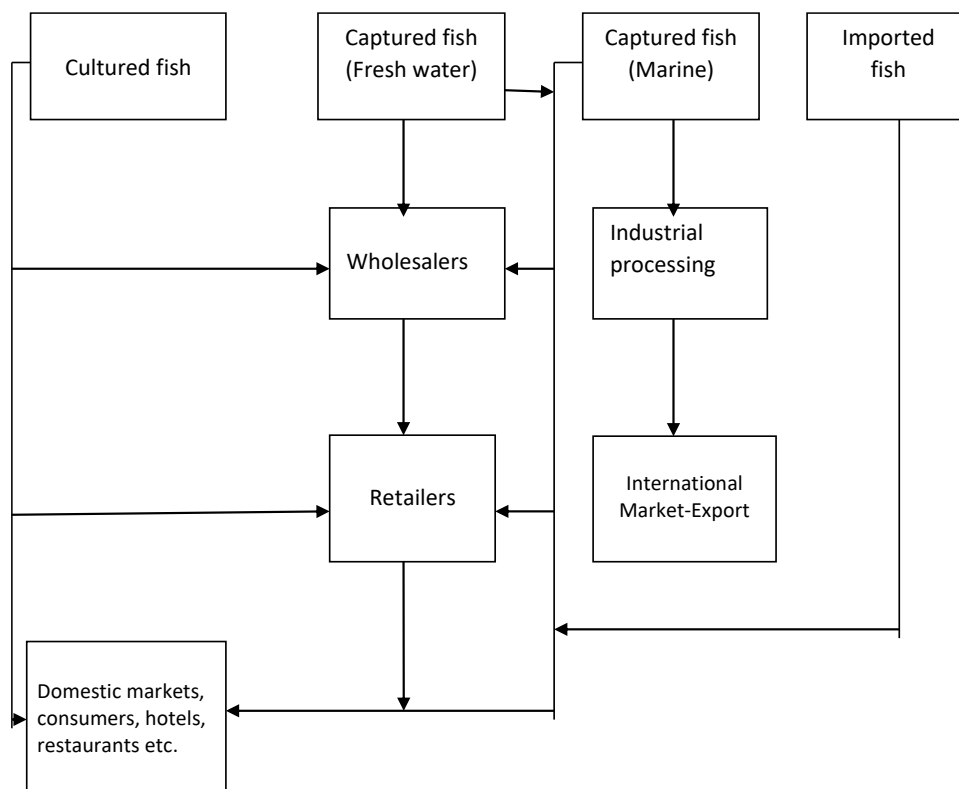 Cultured fish
Captured fish
(Fresh water)
Captured fish
(Marine)
Imported
fish
Wholesalers
Industrial
processing
Retailers
International
Market-Export
Domestic markets,
consumers, hotels,
restaurants etc.